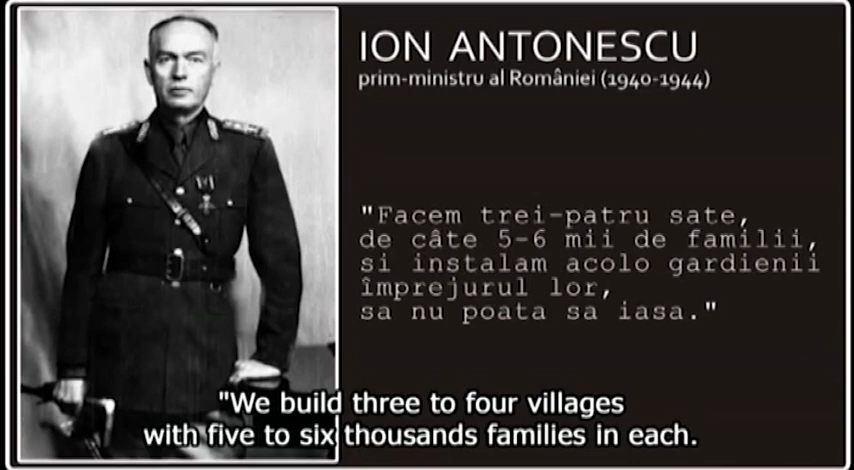 ION ANTONESCU
prim-ministru al României (1940-1944)
"Facem trei-patru sate,
de câte 5-6 mii de familii,
si instalam acolo gardienii
împrejurul lor,
sa nu poata sa iasa."
"We build three to four villages
with five to six thousands families in each.